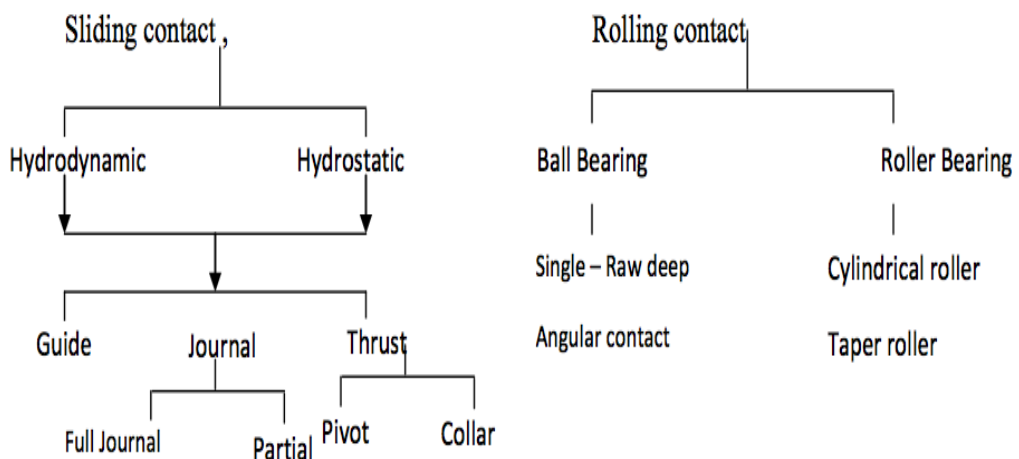 Sliding contact ,
Rolling contact
Hydrodynamic
Hydrostatic
Ball Bearing
Roller Bearing
Single – Raw deep
Cylindrical roller
Angular contact
Taper roller
Guide
Journal
Thrust
Full Journal
Partial
Pivot
Collar